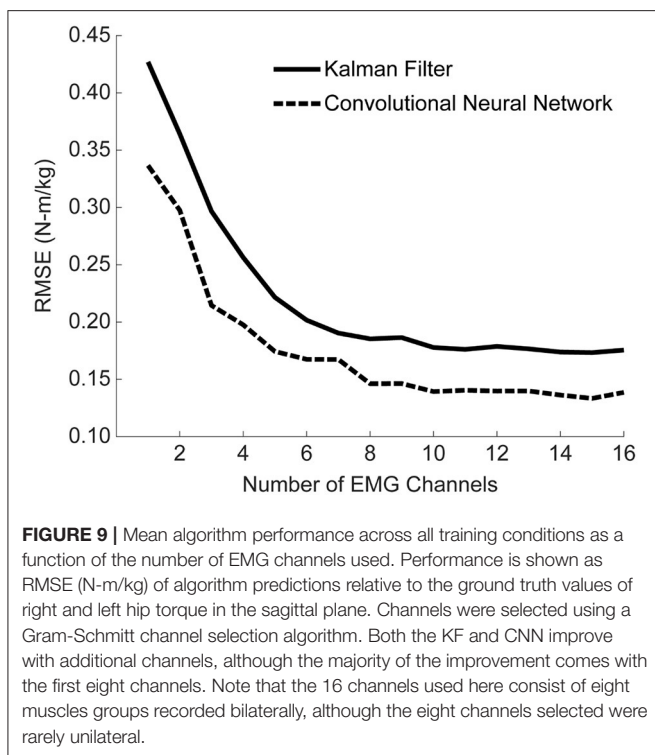 0.45
0.40
0.35
0.30
0.25
0.20
0.15
0.10
RMSE (N-m/kg)
Kalman Filter
Convolutional Neural Network
2 4 6 8 10 12 14 16
Number of EMG Channels
FIGURE 9 | Mean algorithm performance across all training conditions as a
function of the number of EMG channels used. Performance is shown as
RMSE (N-m/kg) of algorithm predictions relative to the ground truth values of
right and left hip torque in the sagittal plane. Channels were selected using a
Gram-Schmitt channel selection algorithm. Both the KF and CNN improve
with additional channels, although the majority of the improvement comes with
the first eight channels. Note that the 16 channels used here consist of eight
muscles groups recorded bilaterally, although the eight channels selected were
rarely unilateral.